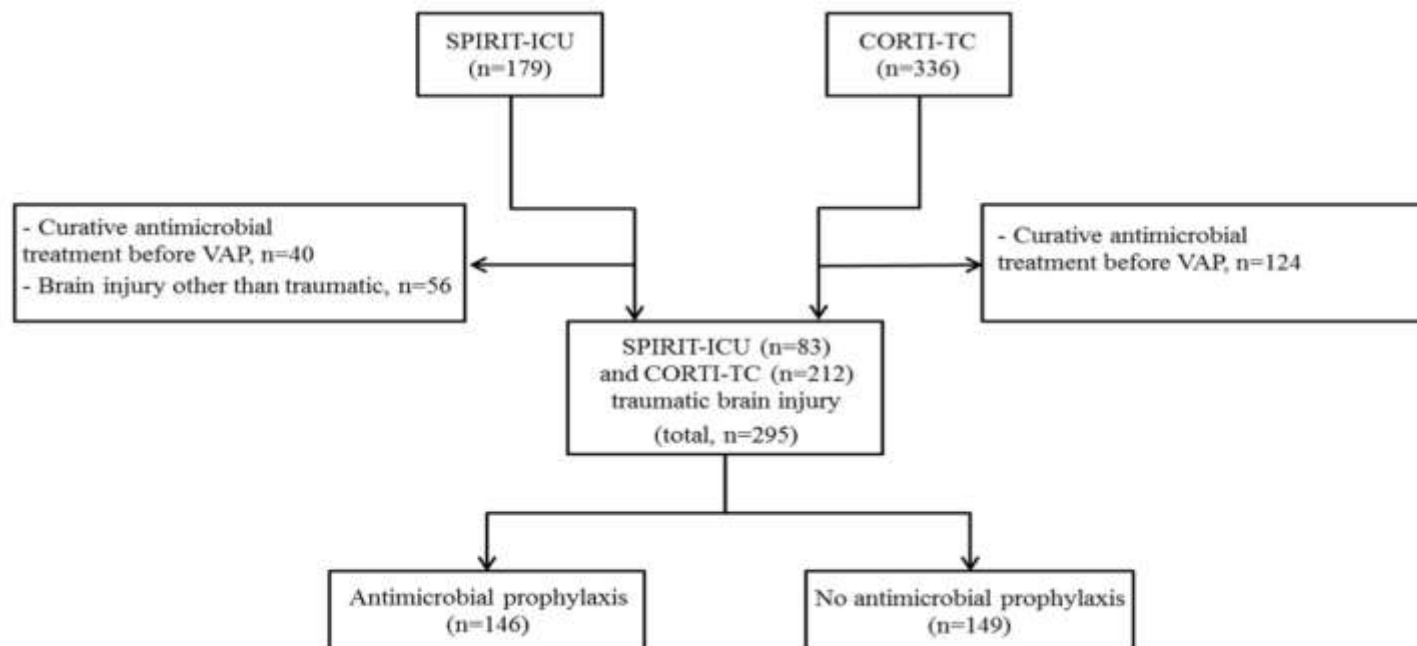 SPIRIT-ICU
(n=179)
CORTI-TC
(n=336)
- Curative antimicrobial
treatment before VAP, n=40
- Brain injury other than traumatic, n=56
- Curative antimicrobial
treatment before VAP, n=124
SPIRIT-ICU (n=83)
and CORTI-TC (n=212)
traumatic brain injury
(total, n=295)
Antimicrobial prophylaxis
(n=146)
No antimicrobial prophylaxis
(n=149)